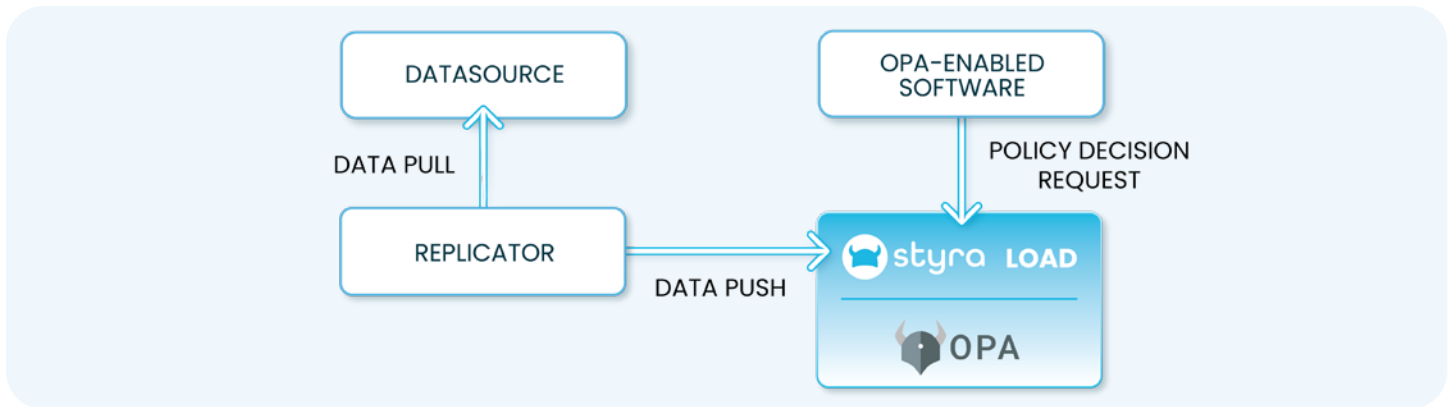 DATASOURCE
OPA-ENABLED
SOFTWARE
DATA PULL
POLICY DECISION
REQUEST
REPLICATOR
DATA PUSH
styra LOAD
OPA